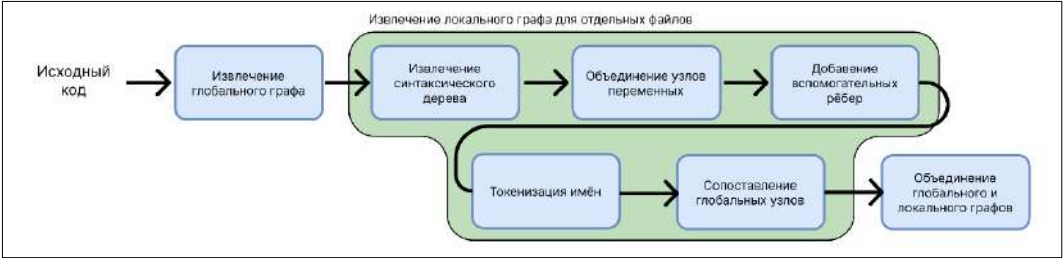 Извлечение локального графа для отдельных файлов
Исходный
код
Извлечение
глобального графа
Извлечение
синтаксического
дерева
Объединение узлов
переменных
Добавение
вспомогательных
рёбер
Токенизация имён
Сопоставление
глобальных узлов
Объединение
глобального и
локального графов